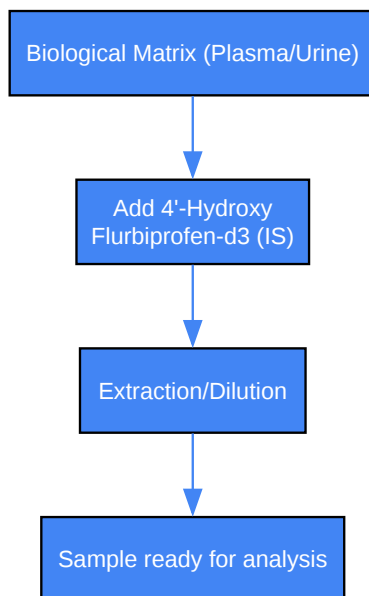 Biological Matrix (Plasma/Urine)
Add 4'-Hydroxy
Flurbiprofen-d3 (IS)
Extraction/Dilution
Sample ready for analysis